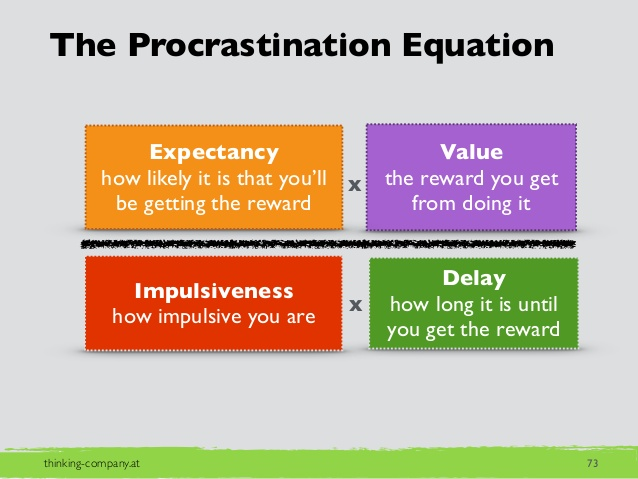 The Procrastination Equation
Expectancy
how likely it is that you’ll
be getting the reward
x
Value
the reward you get
from doing it
Impulsiveness
how impulsive you are
x
Delay
how long it is until
you get the reward
thinking-company.at
73